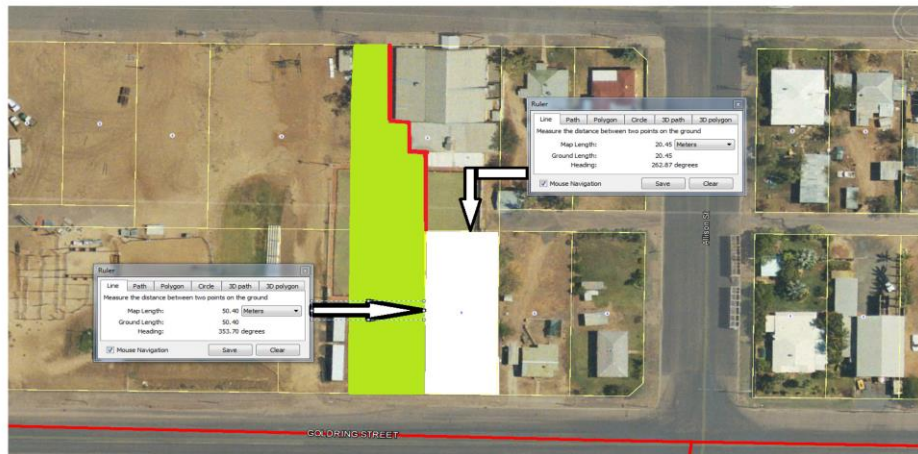 Ruler
Line Path Polygon Circle 3D path 3D polygon
Measure the distance between two points on the ground
Map Length: 20.45 Meters
Ground Length: 20.45
Heading: 262.87 degrees
Mouse Navigation Save Clear
Allison St
Ruler
Line Path Polygon Circle 3D path 3D polygon
Measure the distance between two points on the ground
Map Length: 50.40 Meters
Ground Length: 50.40
Heading: 353.70 degrees
Mouse Navigation Save Clear
GOLDRING STREET